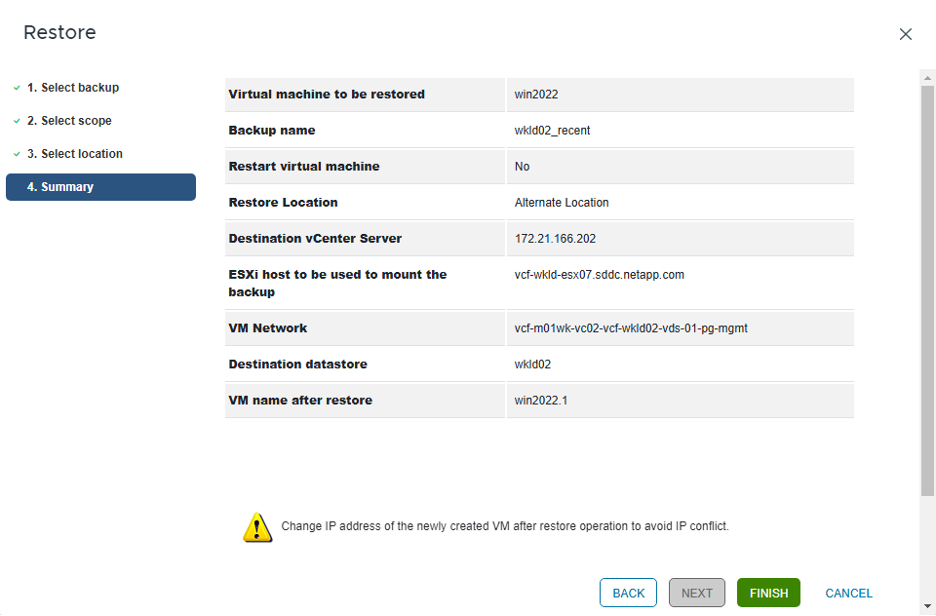 Restore
1. Select backup
2. Select scope
3. Select location
4. Summary
Virtual machine to be restored win2022
Backup name wkld02_recent
Restart virtual machine No
Restore Location Alternate Location
Destination vCenter Server 172.21.166.202
ESXi host to be used to mount the vcf-wkld-esx07.sddc.netapp.com
backup
VM Network vcf-m01wk-vc02-vcf-wkld02-vds-01-pg-mgmt
Destination datastore wkld02
VM name after restore win2022.1
Change IP address of the newly created VM after restore operation to avoid IP conflict.
BACK NEXT FINISH CANCEL